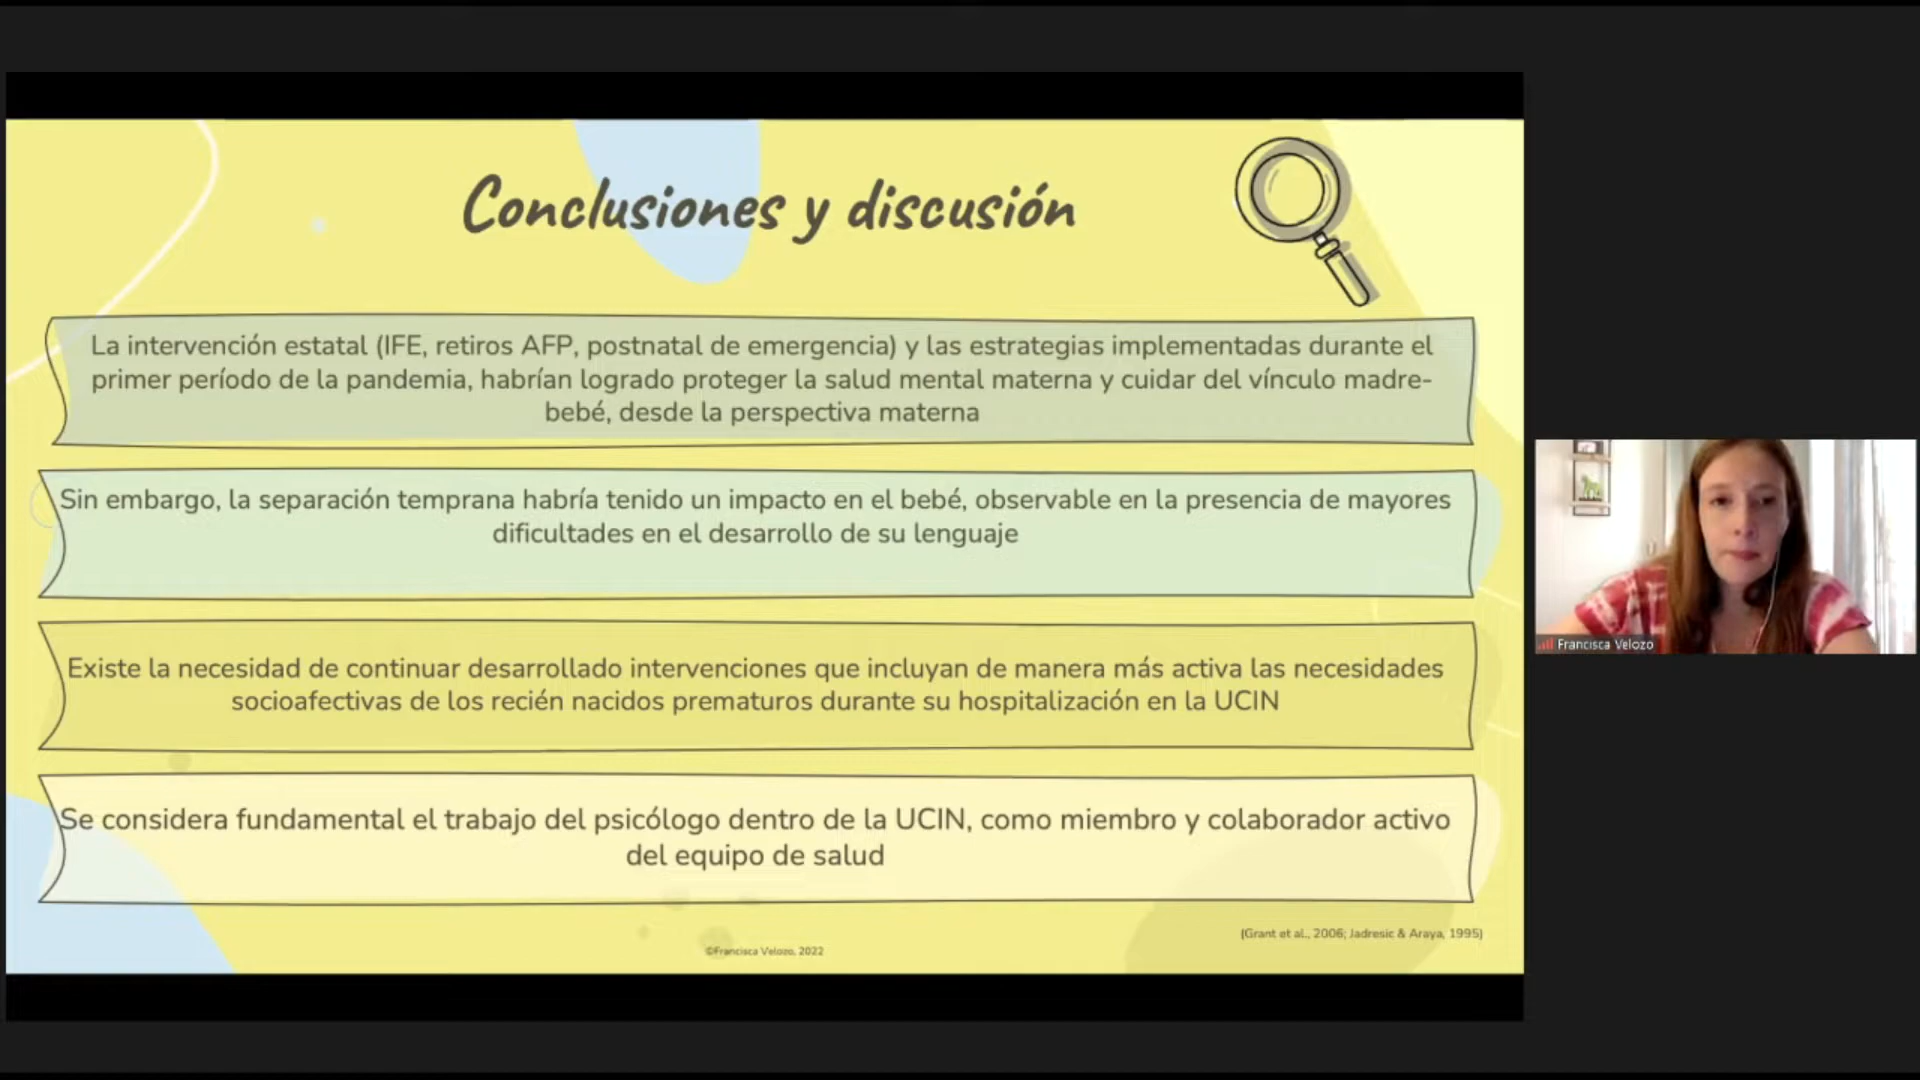 Conclusiones y discusión
La intervención estatal (IFE, retiros AFP, postnatal de emergencia) y las estrategias implementadas durante el
primer período de la pandemia, habrían logrado proteger la salud mental materna y cuidar del vínculo madre-
bebé, desde la perspectiva materna
Sin embargo, la separación temprana habría tenido un impacto en el bebé, observable en la presencia de mayores
dificultades en el desarrollo de su lenguaje
Existe la necesidad de continuar desarrollado intervenciones que incluyan de manera más activa las necesidades
socioafectivas de los recién nacidos prematuros durante su hospitalización en la UCIN
Se considera fundamental el trabajo del psicólogo dentro de la UCIN, como miembro y colaborador activo
del equipo de salud
(Grant et al., 2006; Jadresic & Araya, 1995)
©Francisca Velozo, 2022
Francisca Velozo